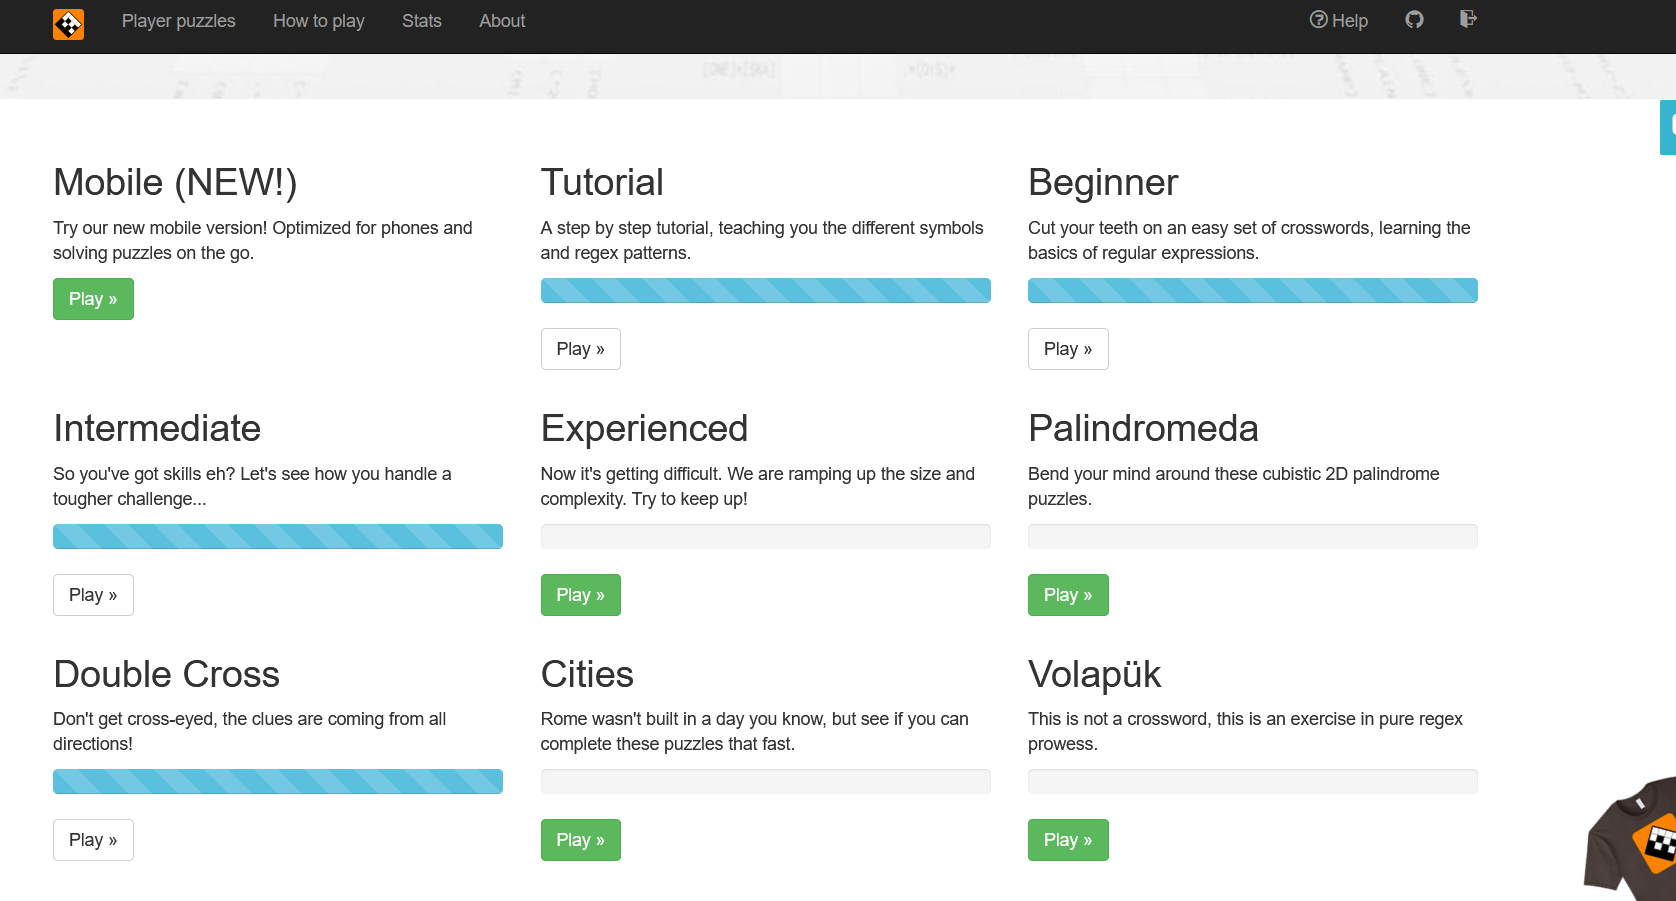 Player puzzles How to play Stats About Help
Mobile (NEW!)
Try our new mobile version! Optimized for phones and
solving puzzles on the go.
Play »
Tutorial
A step by step tutorial, teaching you the different symbols
and regex patterns.
Play »
Beginner
Cut your teeth on an easy set of crosswords, learning the
basics of regular expressions.
Play »
Intermediate
So you've got skills eh? Let's see how you handle a
tougher challenge...
Play »
Experienced
Now it's getting difficult. We are ramping up the size and
complexity. Try to keep up!
Play »
Palindromeda
Bend your mind around these cubistic 2D palindrome
puzzles.
Play »
Double Cross
Don't get cross-eyed, the clues are coming from all
directions!
Play »
Cities
Rome wasn't built in a day you know, but see if you can
complete these puzzles that fast.
Play »
Volapük
This is not a crossword, this is an exercise in pure regex
prowess.
Play »